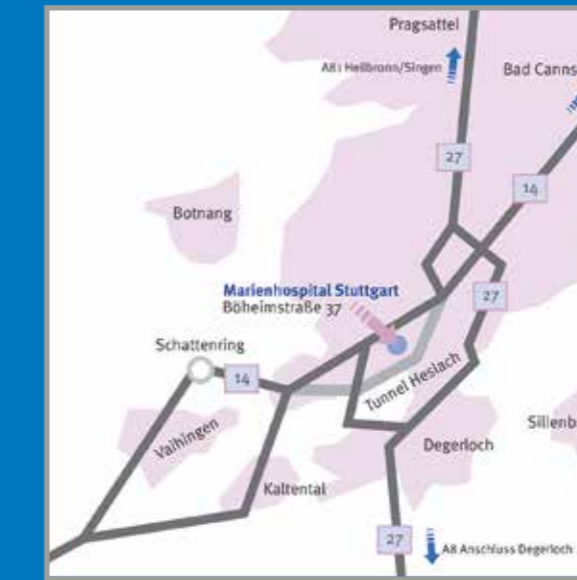 Pragsattel
A81 Heilbronn/Singen
Bad Canns
27
14
Botnang
Marienhospital Stuttgart
Böheimstraße 37
27
Schattenring
14
Tunnel Heslach
Vaihingen
Degerloch
Sillenb
Kaltental
27
A8 Anschluss Degerloch